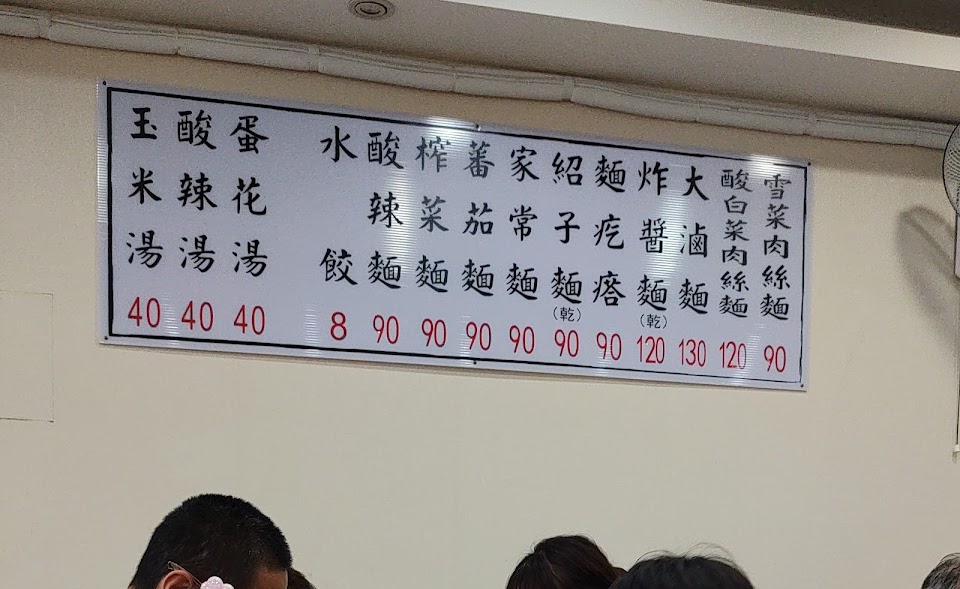 雪菜肉絲麵 90
酸白菜肉絲麵 120
大滷麵 130
炸醬麵(乾) 120
麵疙瘩 90
紹子麵(乾) 90
家常麵 90
蕃茄麵 90
榨菜麵 90
酸辣麵 90
水餃 8
蛋花湯 40
酸辣湯 40
玉米湯 40